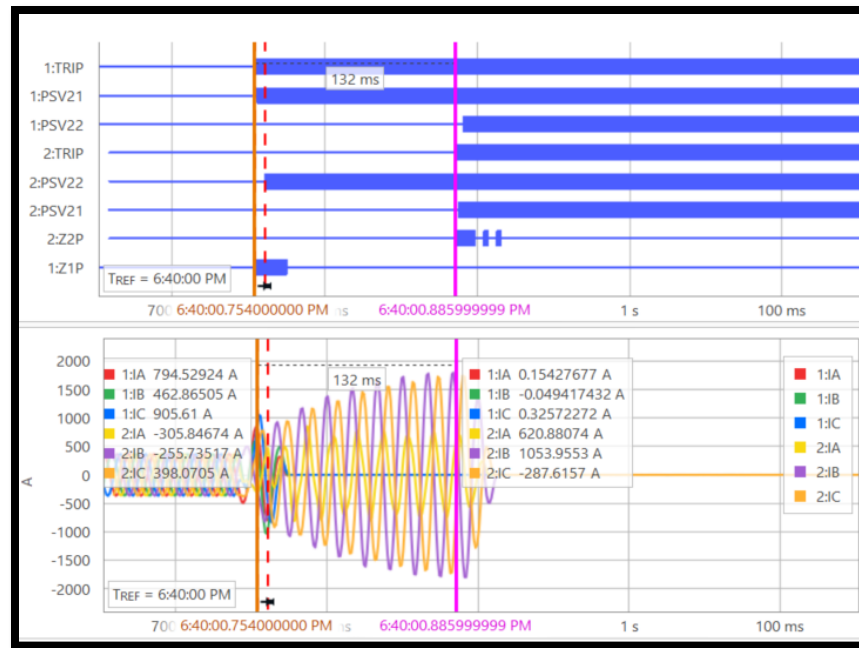 1:TRIP
132 ms
1:PSV21
1:PSV22
2:TRIP
2:PSV22
2:PSV21
2:Z2P
1:Z1P
TREF = 6:40:00 PM
700 6:40:00.754000000 PM ms 6:40:00.885999999 PM 1 s 100 ms
2000
1500
1000
500
0
-500
-1000
-1500
-2000
A
1:IA 794.52924 A
1:IB 462.86505 A
1:IC 905.61 A
2:IA -305.84674 A
2:IB -255.73517 A
2:IC 398.0705 A
132 ms
1:IA 0.15427677 A
1:IB -0.049417432 A
1:IC 0.32572272 A
2:IA 620.88074 A
2:IB 1053.9553 A
2:IC -287.6157 A
1:IA
1:IB
1:IC
2:IA
2:IB
2:IC
TREF = 6:40:00 PM
700 6:40:00.754000000 PM ms 6:40:00.885999999 PM 1 s 100 ms